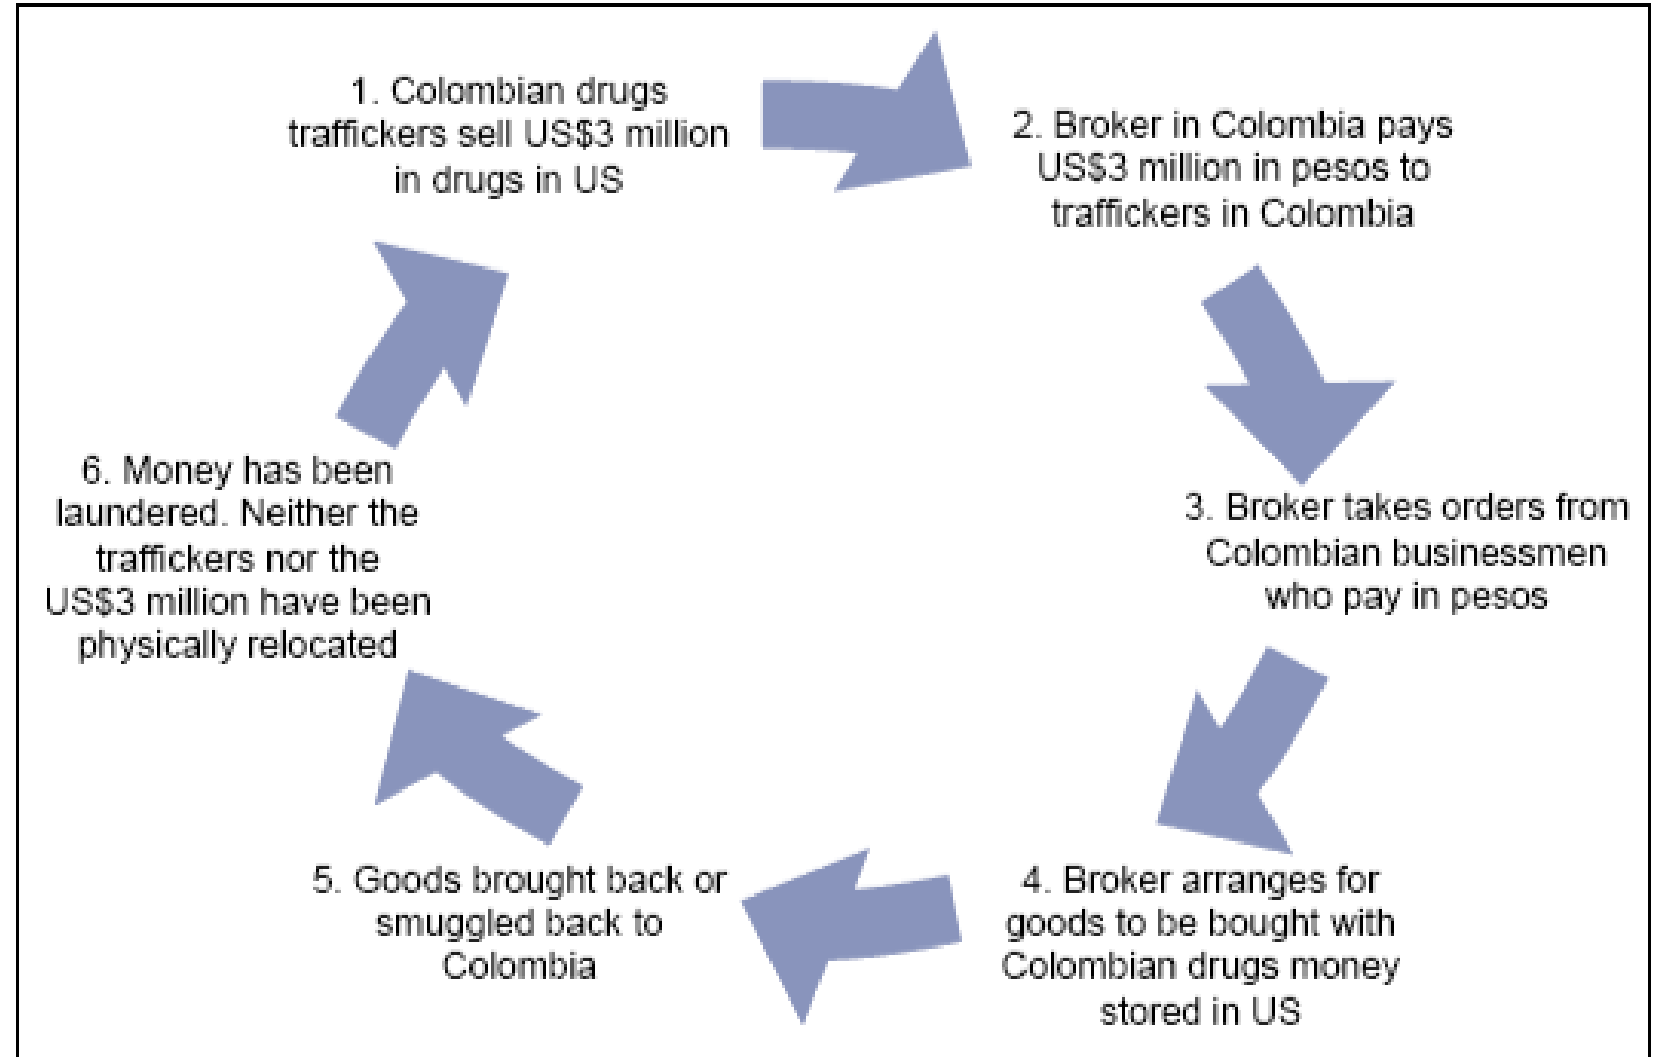 1. Colombian drugs
traffickers sell US$3 million
in drugs in US
2. Broker in Colombia pays
US$3 million in pesos to
traffickers in Colombia
3. Broker takes orders from
Colombian businessmen
who pay in pesos
4. Broker arranges for
goods to be bought with
Colombian drugs money
stored in US
5. Goods brought back or
smuggled back to
Colombia
6. Money has been
laundered. Neither the
traffickers nor the
US$3 million have been
physically relocated